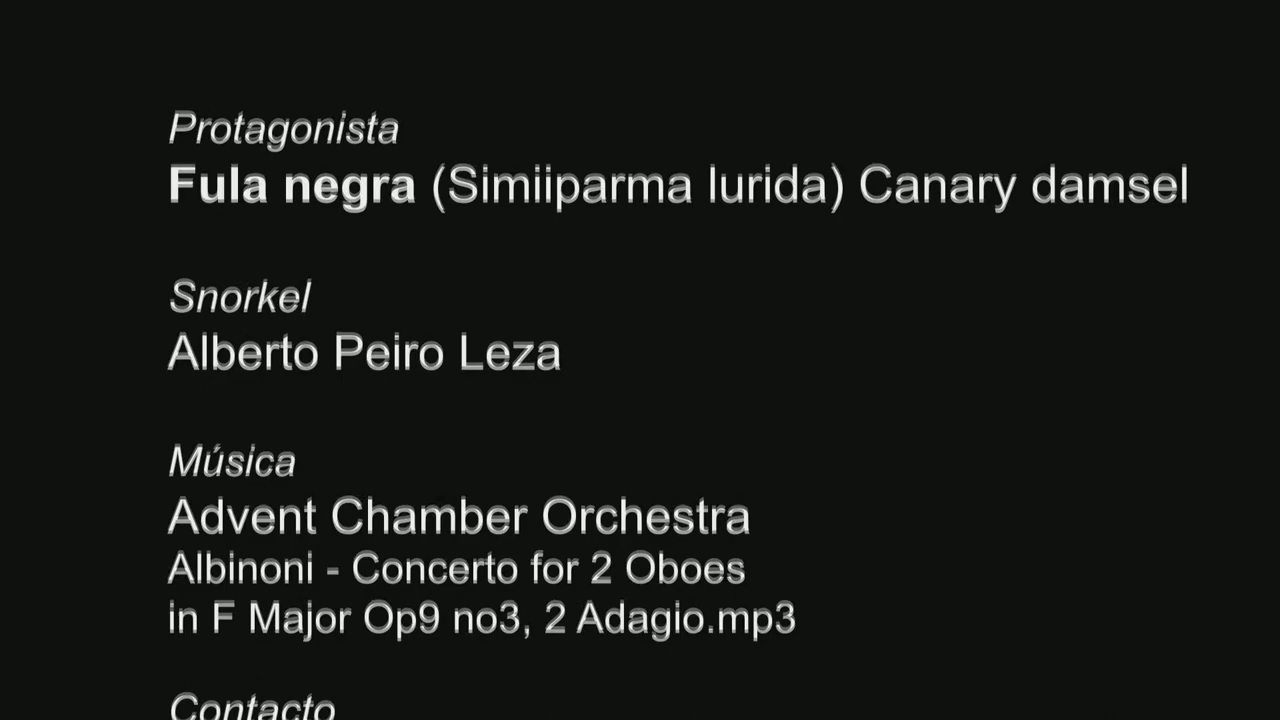 Protagonista
Fula negra (Simiiparma lurida) Canary damsel
Snorkel
Alberto Peiro Leza
Música
Advent Chamber Orchestra
Albinoni - Concerto for 2 Oboes
in F Major Op9 no3, 2 Adagio.mp3
Contacto